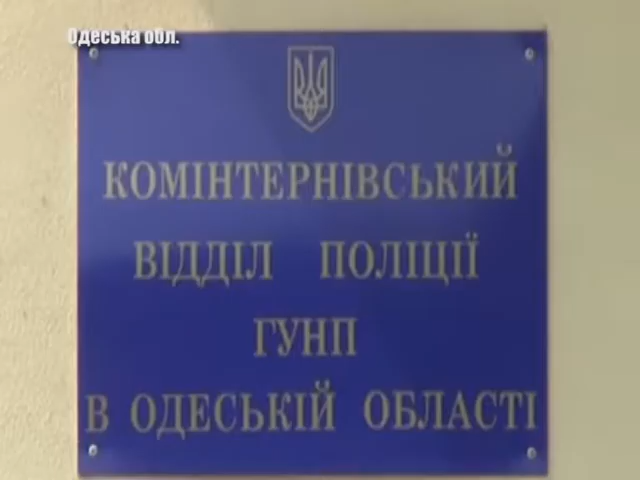 Одеська обл.
КОМІНТЕРНІВСЬКИЙ
ВІДДІЛ ПОЛІЦІЇ
ГУНП
В ОДЕСЬКІЙ ОБЛАСТІ